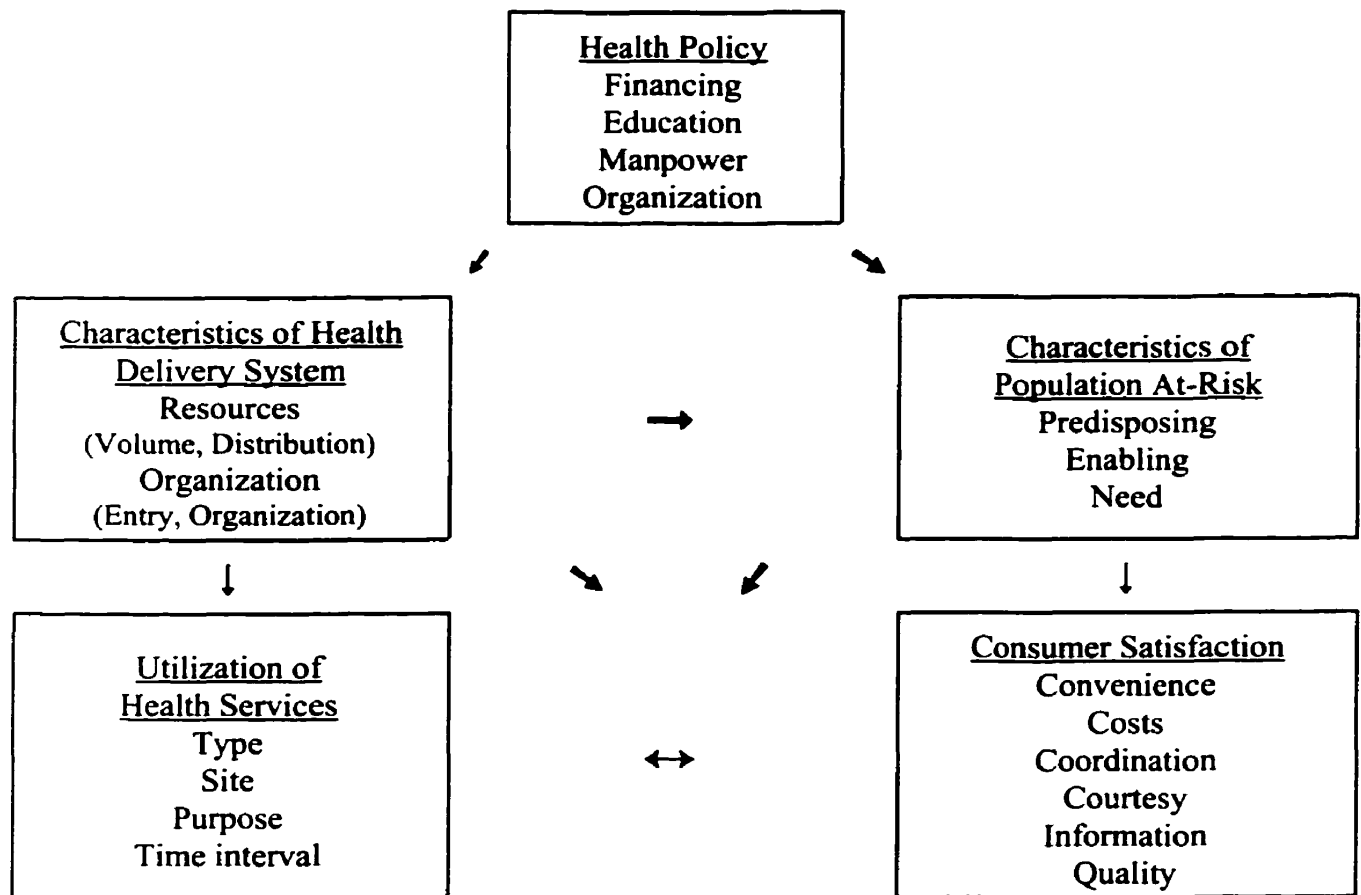 Health Policy
Financing
Education
Manpower
Organization
Characteristics of Health
Delivery System
Resources
(Volume, Distribution)
Organization
(Entry, Organization)
Characteristics of
Population At-Risk
Predisposing
Enabling
Need
Utilization of
Health Services
Type
Site
Purpose
Time interval
Consumer Satisfaction
Convenience
Costs
Coordination
Courtesy
Information
Quality